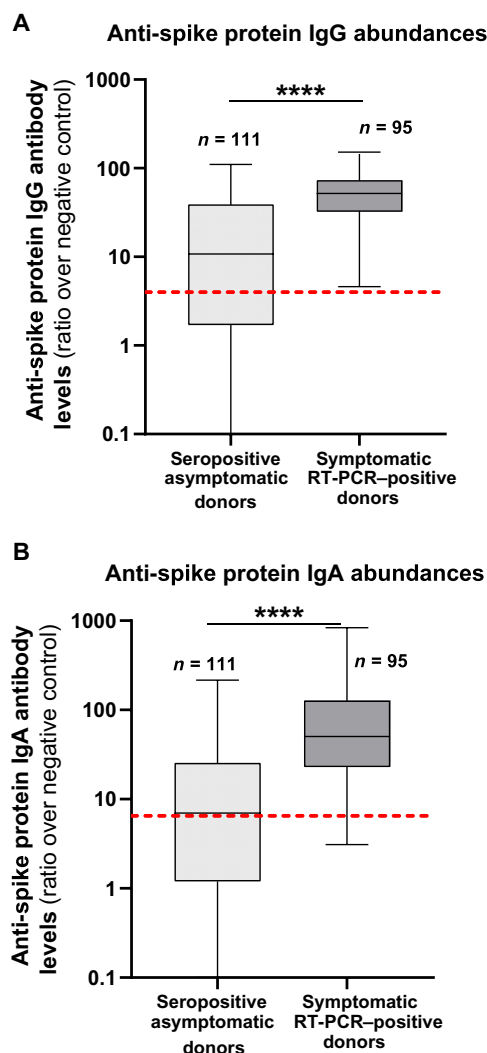 A
Anti-spike protein IgG abundances
Anti-spike protein IgG antibody
levels (ratio over negative control)
1000
100
10
1
0.1
****
n = 111
n = 95
Seropositive
asymptomatic
donors
Symptomatic
RT-PCR–positive
donors
B
Anti-spike protein IgA abundances
Anti-spike protein IgA antibody
levels (ratio over negative control)
1000
100
10
1
0.1
****
n = 111
n = 95
Seropositive
asymptomatic
donors
Symptomatic
RT-PCR–positive
donors